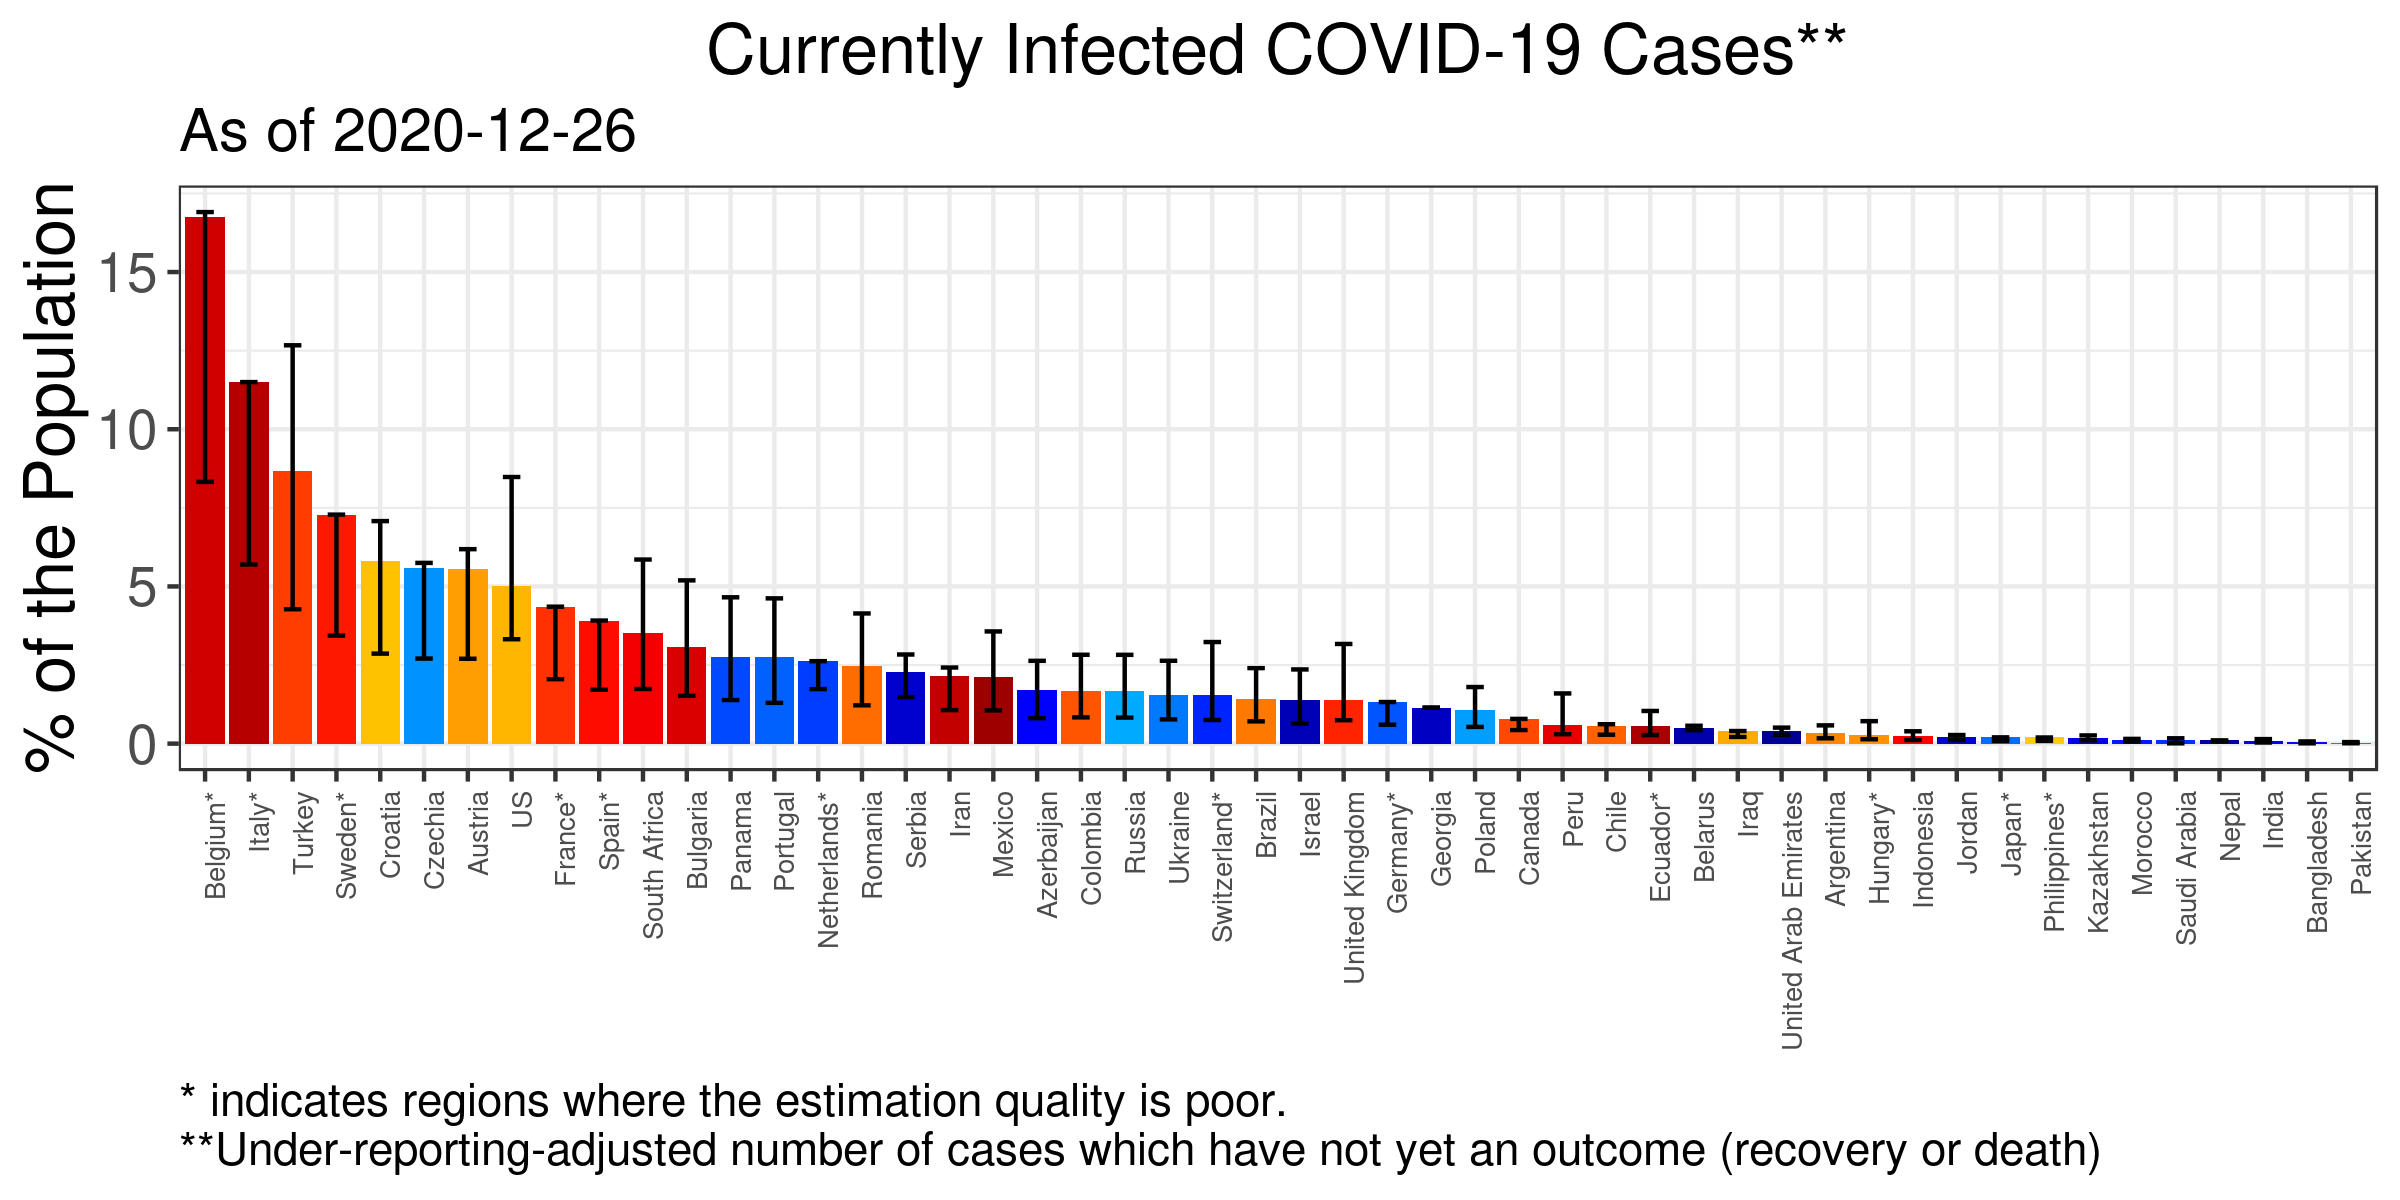 Currently Infected COVID-19 Cases**
As of 2020-12-26
% of the Population
15
10
5
0
Belgium*
Italy*
Turkey
Sweden*
Croatia
Czechia
Austria
US
France*
Spain*
South Africa
Bulgaria
Panama
Portugal
Netherlands*
Romania
Serbia
Iran
Mexico
Azerbaijan
Colombia
Russia
Ukraine
Switzerland*
Brazil
Israel
United Kingdom
Germany*
Georgia
Poland
Canada
Peru
Chile
Ecuador*
Belarus
Iraq
United Arab Emirates
Argentina
Hungary*
Indonesia
Jordan
Japan*
Philippines*
Kazakhstan
Morocco
Saudi Arabia
Nepal
India
Bangladesh
Pakistan
* indicates regions where the estimation quality is poor.
**Under-reporting-adjusted number of cases which have not yet an outcome (recovery or death)